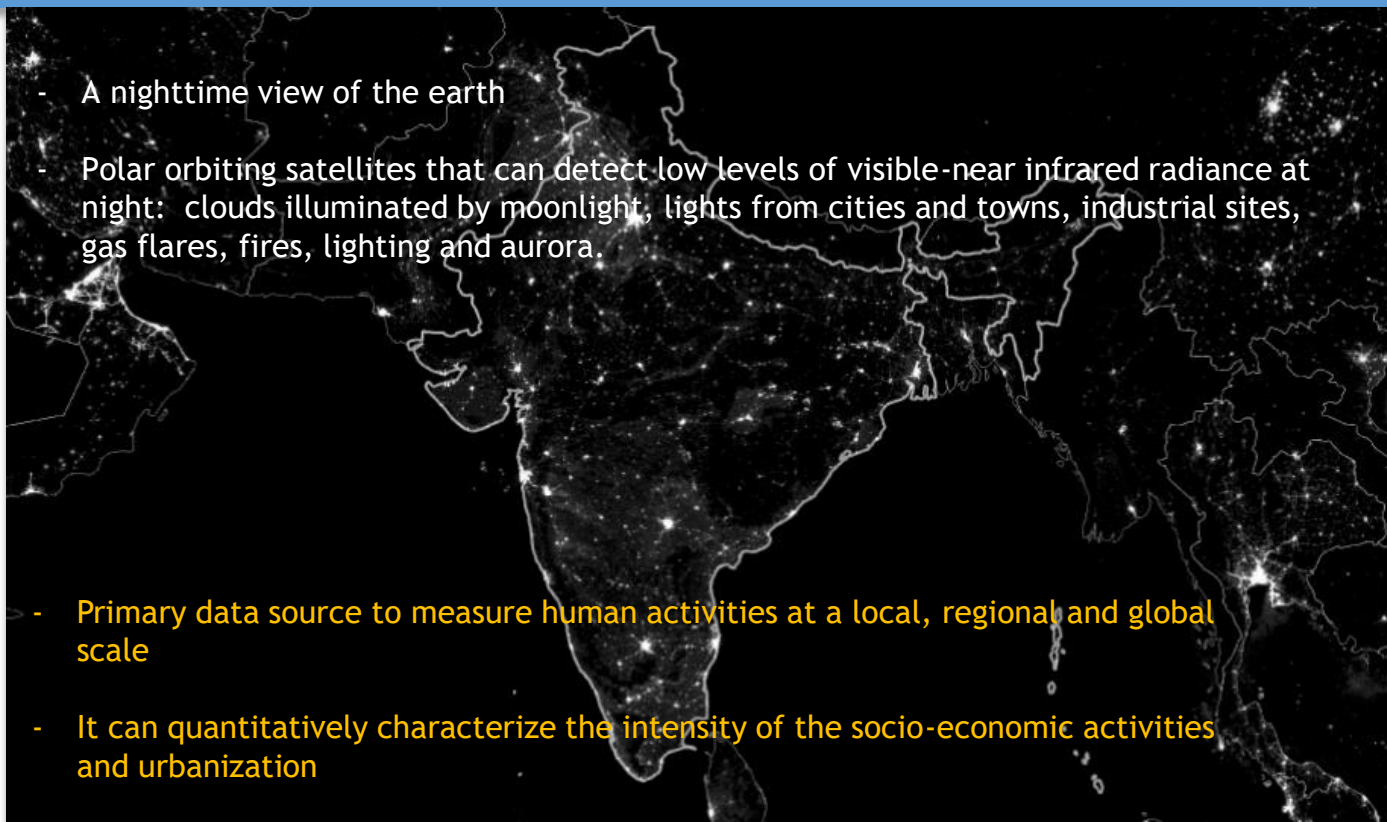 - A nighttime view of the earth
- Polar orbiting satellites that can detect low levels of visible-near infrared radiance at
night: clouds illuminated by moonlight, lights from cities and towns, industrial sites,
gas flares, fires, lighting and aurora.
- Primary data source to measure human activities at a local, regional and global
scale
- It can quantitatively characterize the intensity of the socio-economic activities
and urbanization